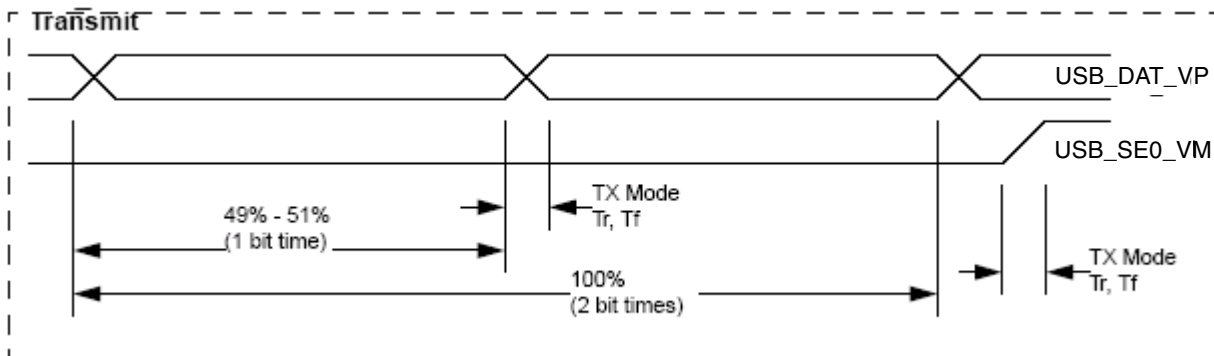 Transmit
USB_DAT_VP
USB_SE0_VM
TX Mode
Tr, Tf
49% - 51%
(1 bit time)
TX Mode
Tr, Tf
100%
(2 bit times)